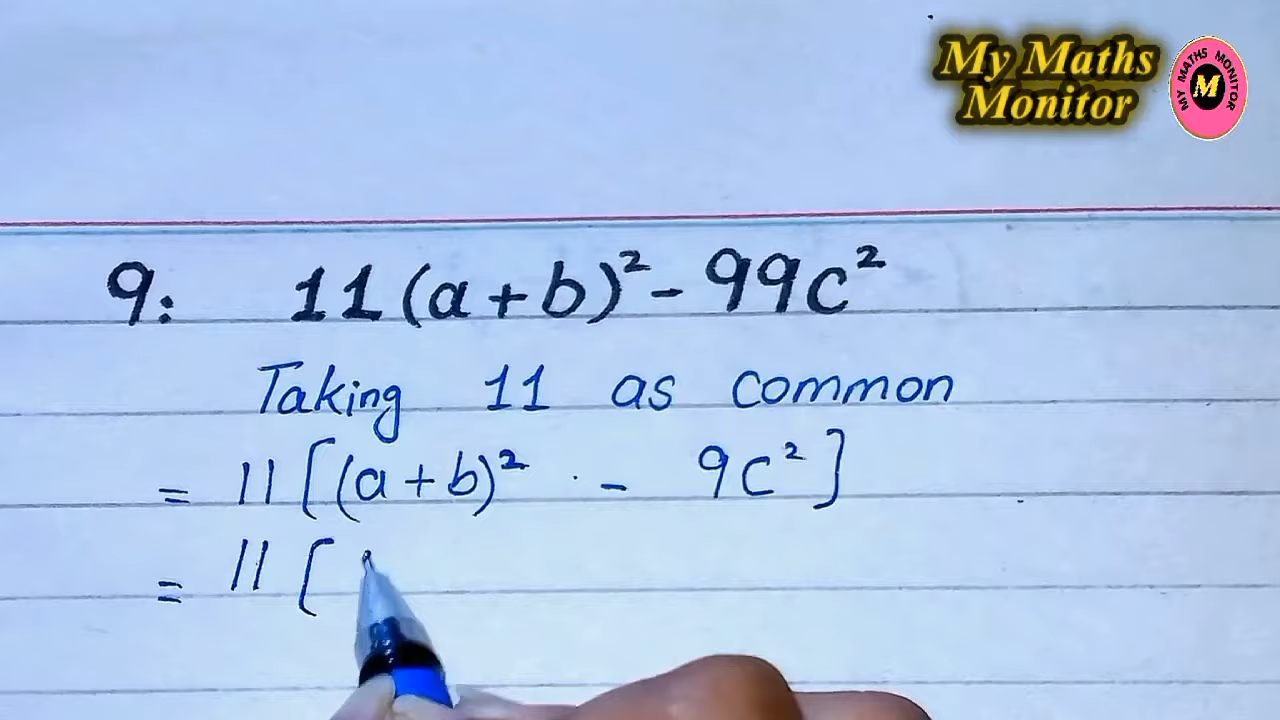 My Maths
Monitor
MY MATHS MONITOR
M
9: 11(a+b)² - 99c²
Taking 11 as common
= 11[(a+b)² - 9c²]
= 11[